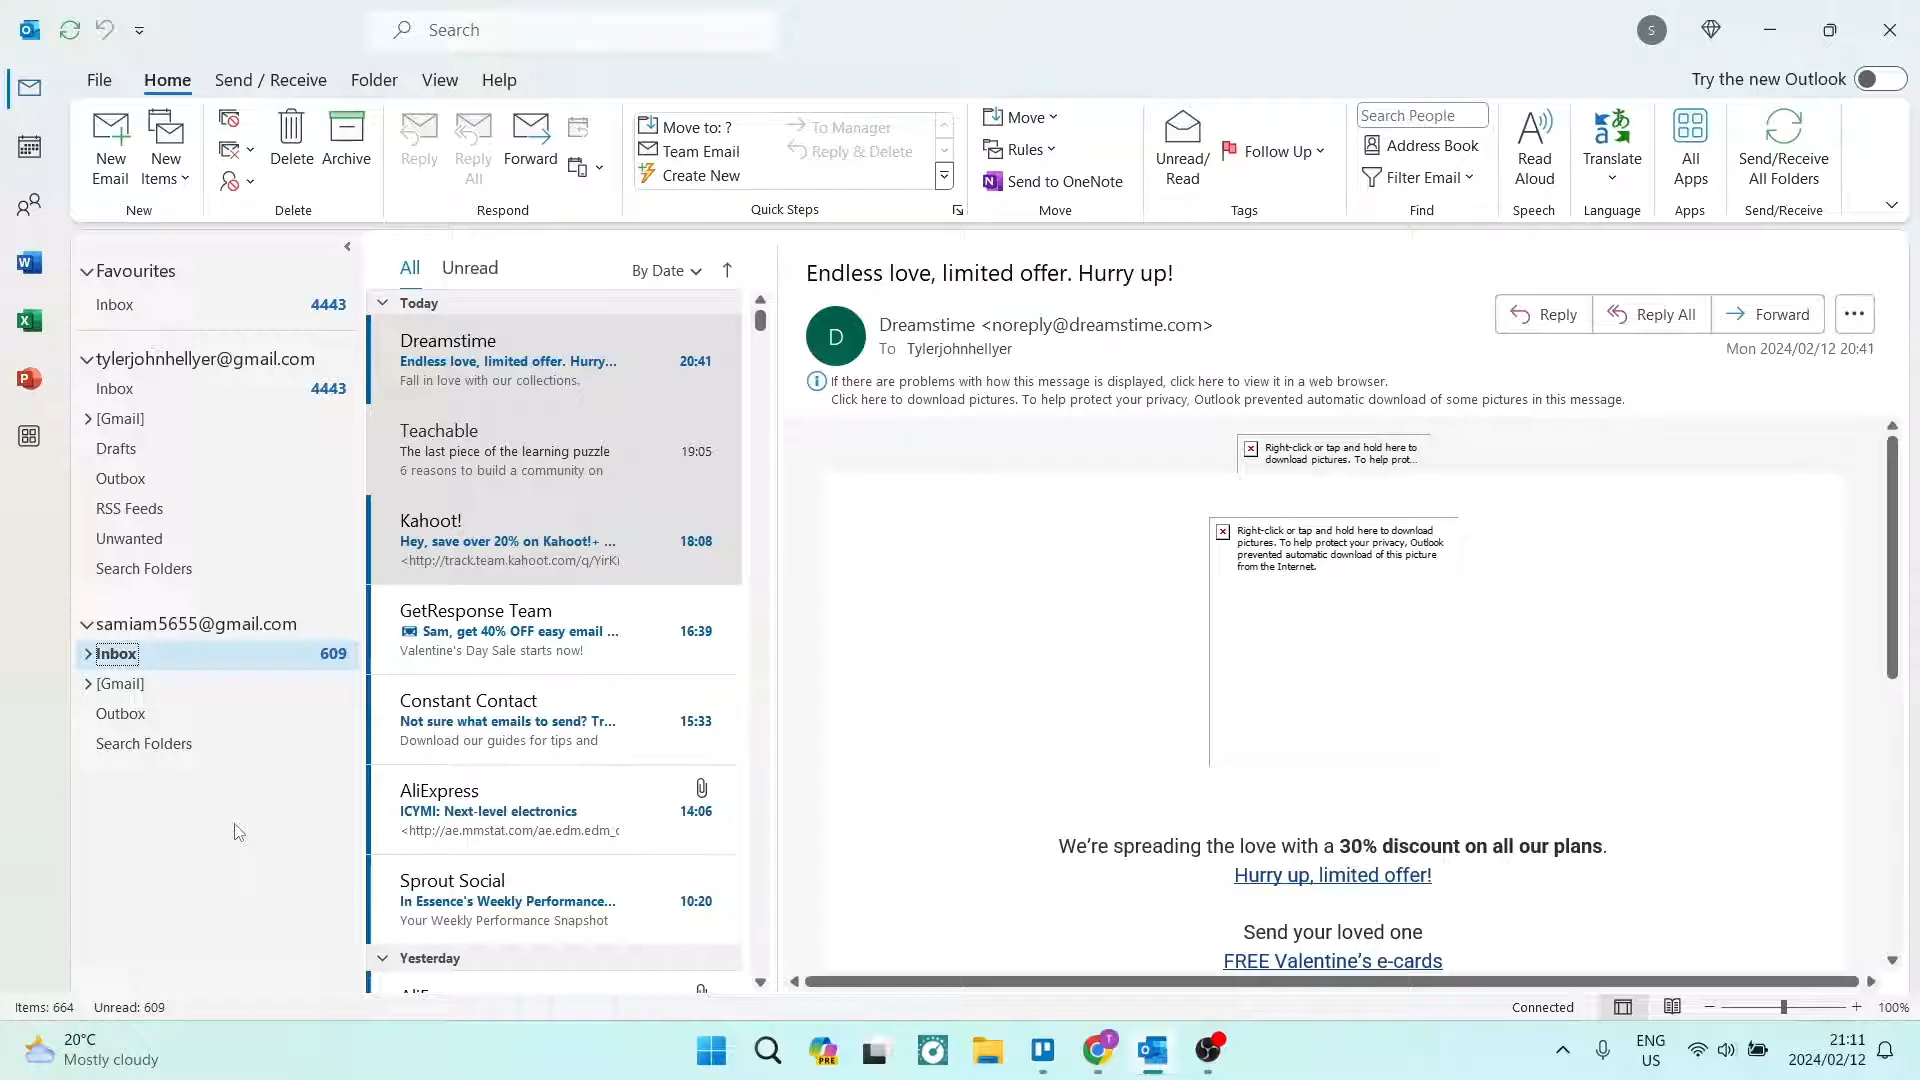 Search
S
File Home Send / Receive Folder View Help
Try the new Outlook
New Email
New Items
Delete
Archive
Reply
Reply All
Forward
Move to: ?
Team Email
Create New
To Manager
Reply & Delete
Move
Rules
Send to OneNote
Unread/ Read
Follow Up
Search People
Address Book
Filter Email
Read Aloud
Translate
All Apps
Send/Receive All Folders
New Delete Respond Quick Steps Move Tags Find Speech Language Apps Send/Receive
Favourites
Inbox 4443
tylerjohnhellyer@gmail.com
Inbox 4443
[Gmail]
Drafts
Outbox
RSS Feeds
Unwanted
Search Folders
samiam5655@gmail.com
Inbox 609
[Gmail]
Outbox
Search Folders
All Unread By Date
Today
Dreamstime
Endless love, limited offer. Hurry... 20:41
Fall in love with our collections.
Teachable
The last piece of the learning puzzle 19:05
6 reasons to build a community on
Kahoot!
Hey, save over 20% on Kahoot!+ ... 18:08
<http://track.team.kahoot.com/q/YirK
GetResponse Team
Sam, get 40% OFF easy email ... 16:39
Valentine's Day Sale starts now!
Constant Contact
Not sure what emails to send? Tr... 15:33
Download our guides for tips and
AliExpress
ICYMI: Next-level electronics 14:06
<http://ae.mmstat.com/ae.edm.edm_c
Sprout Social
In Essence's Weekly Performance... 10:20
Your Weekly Performance Snapshot
Yesterday
Endless love, limited offer. Hurry up!
D
Dreamstime <noreply@dreamstime.com>
To Tylerjohnhellyer
Reply Reply All Forward
Mon 2024/02/12 20:41
If there are problems with how this message is displayed, click here to view it in a web browser.
Click here to download pictures. To help protect your privacy, Outlook prevented automatic download of some pictures in this message.
Right-click or tap and hold here to
download pictures. To help prot...
Right-click or tap and hold here to download
pictures. To help protect your privacy, Outlook
prevented automatic download of this picture
from the Internet.
We're spreading the love with a 30% discount on all our plans.
Hurry up, limited offer!
Send your loved one
FREE Valentine's e-cards
Items: 664 Unread: 609
Connected
100%
20°C
Mostly cloudy
PRE
T
ENG
US
21:11
2024/02/12